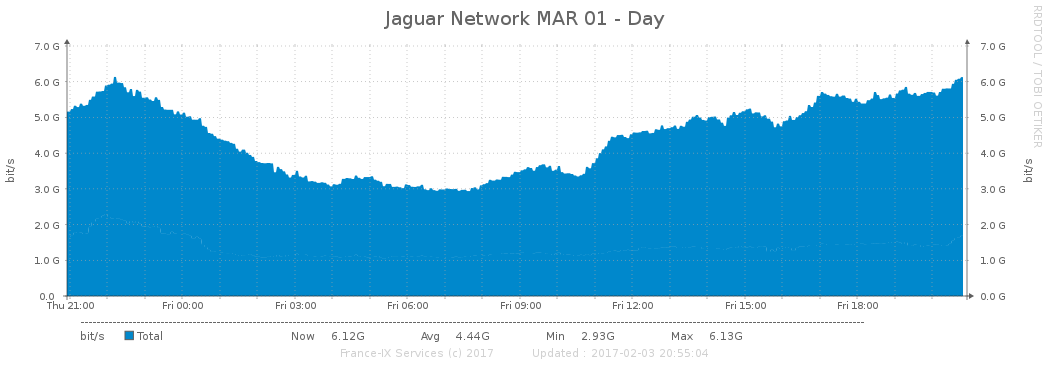 Jaguar Network MAR 01 - Day
RRDTOOL / TOBI OETIKER
7.0 G 7.0 G
6.0 G 6.0 G
5.0 G 5.0 G
4.0 G 4.0 G
bit/s bit/s
3.0 G 3.0 G
2.0 G 2.0 G
1.0 G 1.0 G
0.0 0.0 G
Thu 21:00 Fri 00:00 Fri 03:00 Fri 06:00 Fri 09:00 Fri 12:00 Fri 15:00 Fri 18:00
bit/s Total Now 6.12G Avg 4.44G Min 2.93G Max 6.13G
France-IX Services (c) 2017 Updated : 2017-02-03 20:55:04